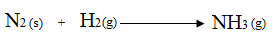 N₂(s) + H₂(g) ⟶ NH₃(g)